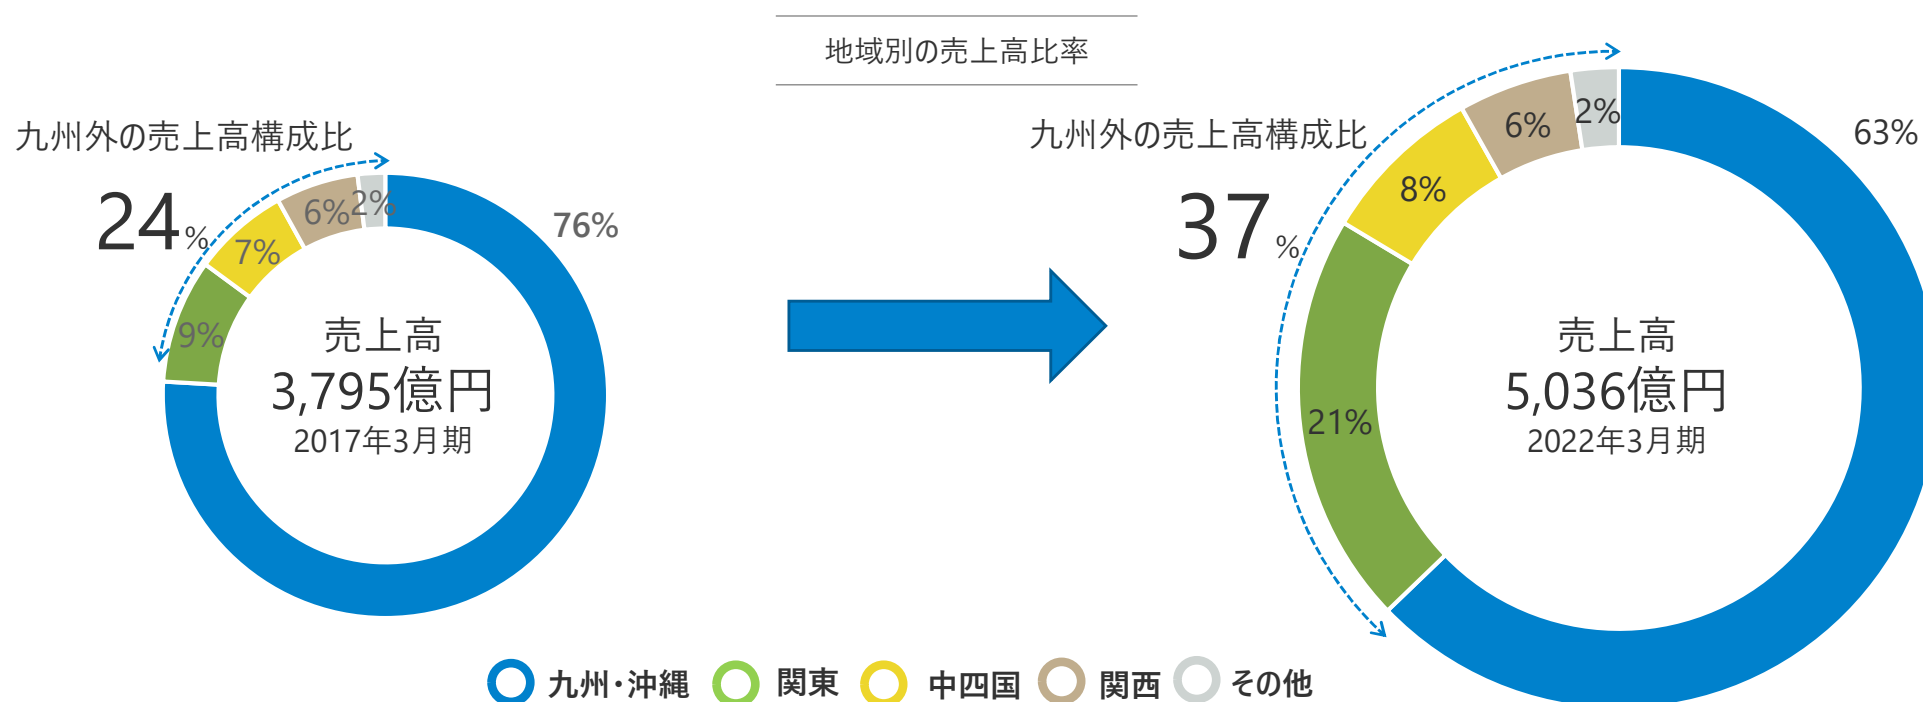 地域別の売上高比率
九州外の売上高構成比
24%
76%
2%
6%
7%
9%
売上高
3,795億円
2017年3月期
九州外の売上高構成比
37%
63%
2%
6%
8%
21%
売上高
5,036億円
2022年3月期
九州・沖縄
関東
中四国
関西
その他